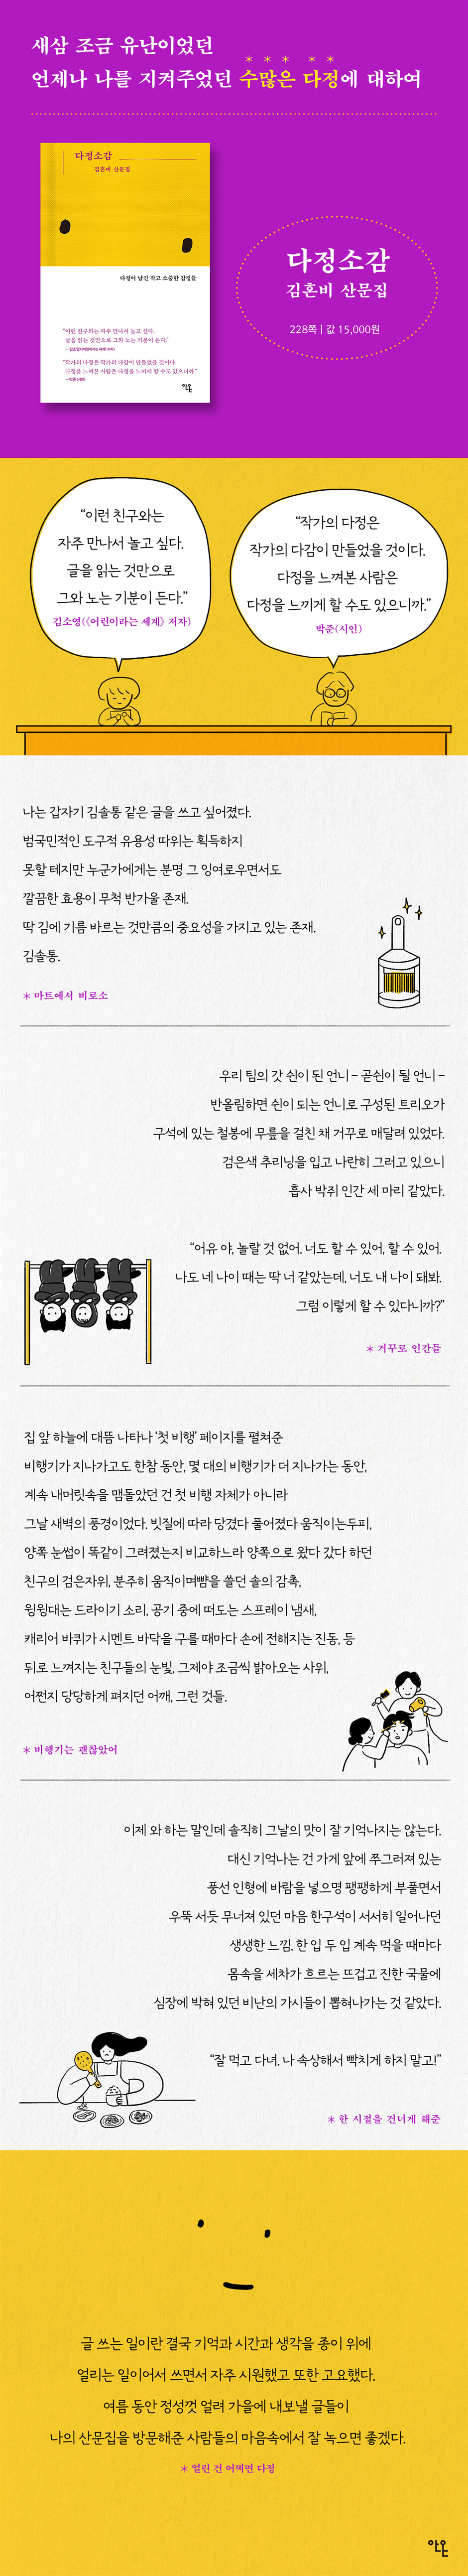 새삼 조금 유난이었던
언제나 나를 지켜주었던 수많은 다정에 대하여
다정소감
김혼비 산문집
다정이 남긴 작고 소중한 감정들
“이런 친구와는 자주 만나서 놀고 싶다.
글을 읽는 것만으로 그와 노는 기분이 든다.”
– 김소영(《어린이라는 세계》 저자)
“작가의 다정은 작가의 다감이 만들었을 것이다.
다정을 느껴본 사람은 다정을 느끼게 할 수도 있으니까.”
– 박준(시인)
안온
다정소감
김혼비 산문집
228쪽 | 값 15,000원
“이런 친구와는
자주 만나서 놀고 싶다.
글을 읽는 것만으로
그와 노는 기분이 든다.”
김소영(《어린이라는 세계》 저자)
“작가의 다정은
작가의 다감이 만들었을 것이다.
다정을 느껴본 사람은
다정을 느끼게 할 수도 있으니까.”
박준(시인)
나는 갑자기 김솔통 같은 글을 쓰고 싶어졌다.
범국민적인 도구적 유용성 따위는 획득하지
못할 테지만 누군가에게는 분명 그 잉여로우면서도
깔끔한 효용이 무척 반가울 존재.
딱 김에 기름 바르는 것만큼의 중요성을 가지고 있는 존재.
김솔통.
* 마트에서 비로소
우리 팀의 갓 쉰이 된 언니 – 곧쉰이 될 언니 –
반올림하면 쉰이 되는 언니로 구성된 트리오가
구석에 있는 철봉에 무릎을 걸친 채 거꾸로 매달려 있었다.
검은색 추리닝을 입고 나란히 그러고 있으니
흡사 박쥐 인간 세 마리 같았다.
“어유 야, 놀랄 것 없어. 너도 할 수 있어, 할 수 있어.
나도 네 나이 때는 딱 너 같았는데, 너도 내 나이 돼봐.
그럼 이렇게 할 수 있다니까?”
* 거꾸로 인간들
집 앞 하늘에 대뜸 나타나 ‘첫 비행’ 페이지를 펼쳐준
비행기가 지나가고도 한참 동안, 몇 대의 비행기가 더 지나가는 동안,
계속 내머릿속을 맴돌았던 건 첫 비행 자체가 아니라
그날 새벽의 풍경이었다. 빗질에 따라 당겼다 풀어졌다 움직이는두피,
양쪽 눈썹이 똑같이 그려졌는지 비교하느라 양쪽으로 왔다 갔다 하던
친구의 검은자위, 분주히 움직이며뺨을 쓸던 솔의 감촉,
윙윙대는 드라이기 소리, 공기 중에 떠도는 스프레이 냄새,
캐리어 바퀴가 시멘트 바닥을 구를 때마다 손에 전해지는 진동, 등
뒤로 느껴지는 친구들의 눈빛, 그제야 조금씩 밝아오는 사위,
어쩐지 당당하게 펴지던 어깨, 그런 것들.
* 비행기는 괜찮았어
이제 와 하는 말인데 솔직히 그날의 맛이 잘 기억나지는 않는다.
대신 기억나는 건 가게 앞에 쭈그러져 있는
풍선 인형에 바람을 넣으면 팽팽하게 부풀면서
우뚝 서듯 무너져 있던 마음 한구석이 서서히 일어나던
생생한 느낌. 한 입 두 입 계속 먹을 때마다
몸속을 세차게 흐르는 뜨겁고 진한 국물에
심장에 박혀 있던 비난의 가시들이 뽑혀나가는 것 같았다.
“잘 먹고 다녀. 나 속상해서 빡치게 하지 말고!”
* 한 시절을 건너게 해준
글 쓰는 일이란 결국 기억과 시간과 생각을 종이 위에
얼리는 일이어서 쓰면서 자주 시원했고 또한 고요했다.
여름 동안 정성껏 얼려 가을에 내보낼 글들이
나의 산문집을 방문해준 사람들의 마음속에서 잘 녹으면 좋겠다.
* 얼린 건 어쩌면 다정
안온